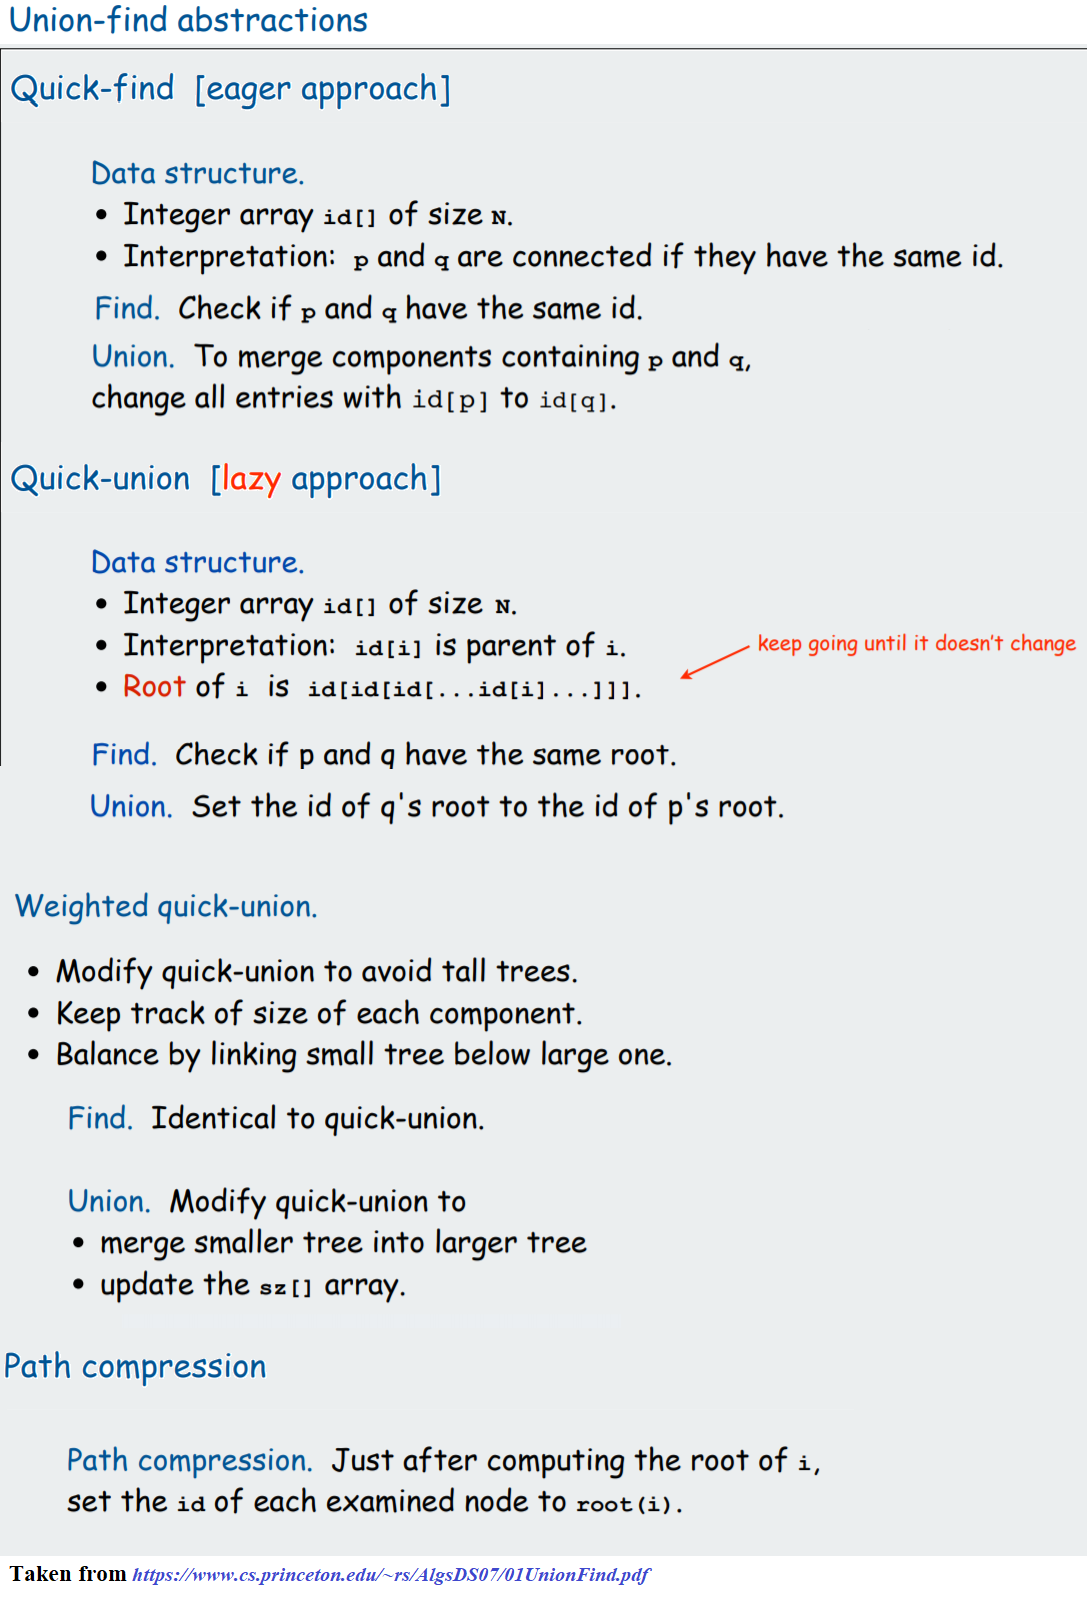 Union-find abstractions
Quick-find [eager approach]
Data structure.
• Integer array id[] of size N.
• Interpretation: p and q are connected if they have the same id.
Find. Check if p and q have the same id.
Union. To merge components containing p and q,
change all entries with id[p] to id[q].
Quick-union [lazy approach]
Data structure.
• Integer array id[] of size N.
• Interpretation: id[i] is parent of i.
keep going until it doesn't change
• Root of i is id[id[id[...id[i]...]]].
Find. Check if p and q have the same root.
Union. Set the id of q's root to the id of p's root.
Weighted quick-union.
• Modify quick-union to avoid tall trees.
• Keep track of size of each component.
• Balance by linking small tree below large one.
Find. Identical to quick-union.
Union. Modify quick-union to
• merge smaller tree into larger tree
• update the sz[] array.
Path compression
Path compression. Just after computing the root of i,
set the id of each examined node to root(i).
Taken from https://www.cs.princeton.edu/~rs/AlgsDS07/01UnionFind.pdf